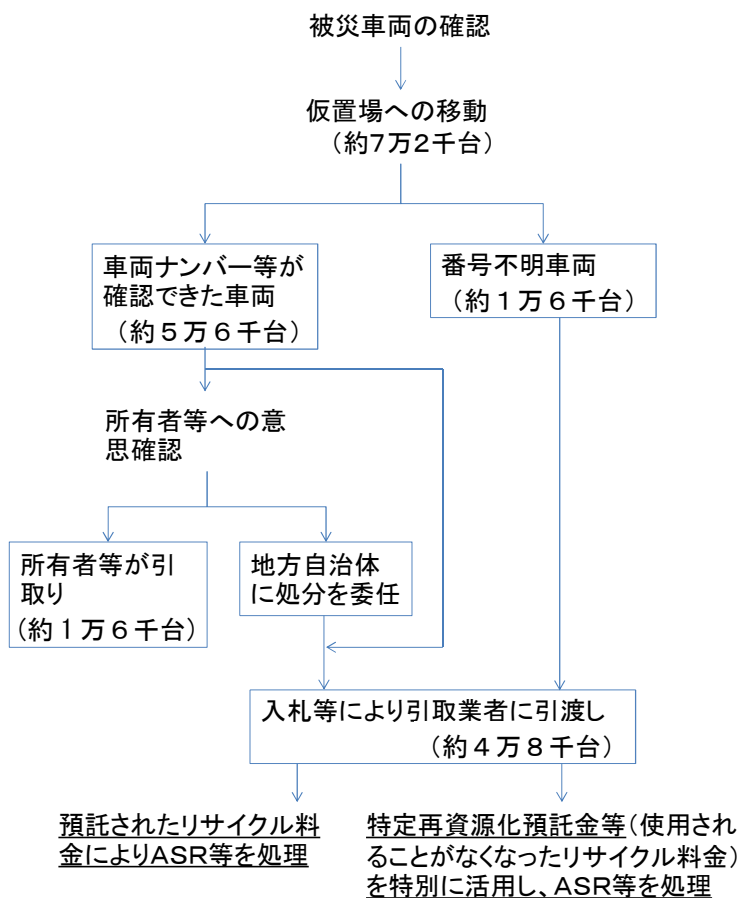 被災車両の確認
仮置場への移動
（約７万２千台）
車両ナンバー等が
確認できた車両
（約５万６千台）
番号不明車両
（約１万６千台）
所有者等への意
思確認
所有者等が引
取り
（約１万６千台）
地方自治体
に処分を委任
入札等により引取業者に引渡し
（約４万８千台）
預託されたリサイクル料
金によりASR等を処理
特定再資源化預託金等（使用され
ることがなくなったリサイクル料金）
を特別に活用し、ASR等を処理